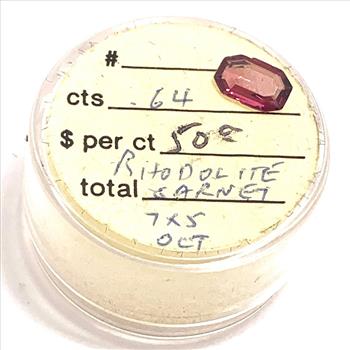 #
cts .64
$ per ct 50¢
RHODOLITE
total GARNET
7X5
OCT